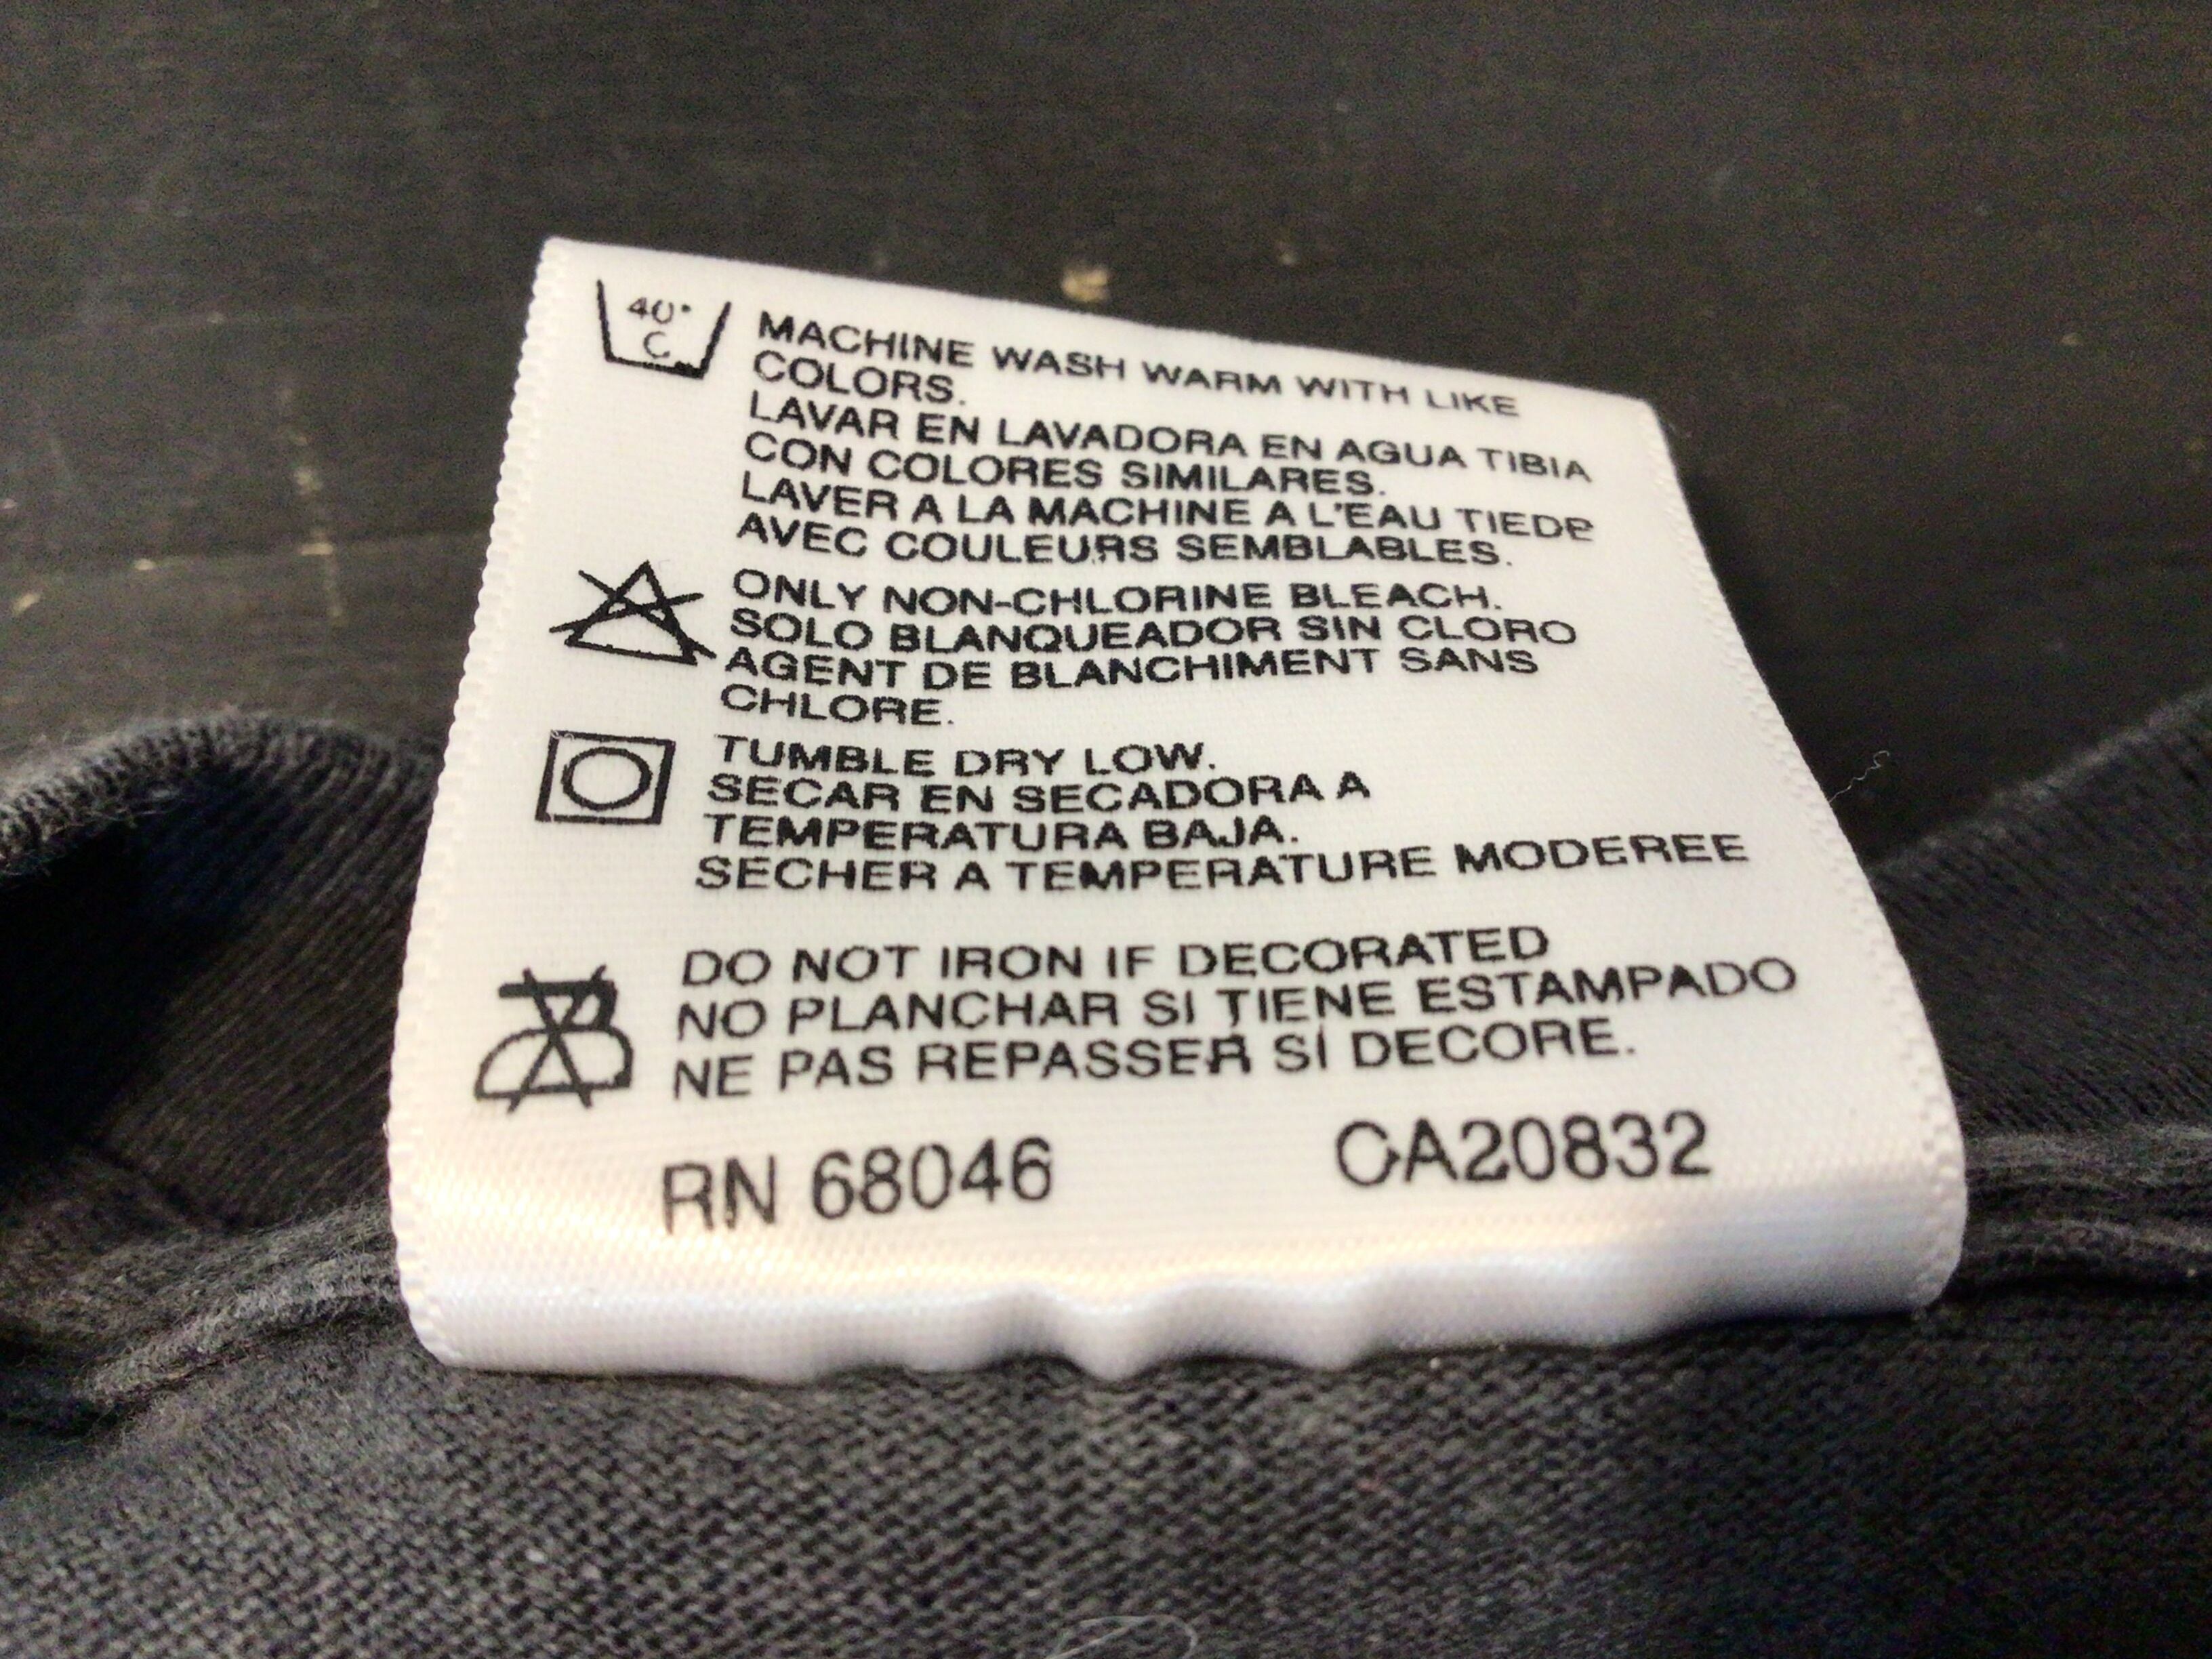 40°
C
MACHINE WASH WARM WITH LIKE
COLORS.
LAVAR EN LAVADORA EN AGUA TIBIA
CON COLORES SIMILARES.
LAVER A LA MACHINE A L'EAU TIEDE
AVEC COULEURS SEMBLABLES.
ONLY NON-CHLORINE BLEACH.
SOLO BLANQUEADOR SIN CLORO
AGENT DE BLANCHIMENT SANS
CHLORE.
TUMBLE DRY LOW.
SECAR EN SECADORA A
TEMPERATURA BAJA.
SECHER A TEMPERATURE MODEREE
DO NOT IRON IF DECORATED
NO PLANCHAR SI TIENE ESTAMPADO
NE PAS REPASSER SI DECORE.
RN 68046 CA20832